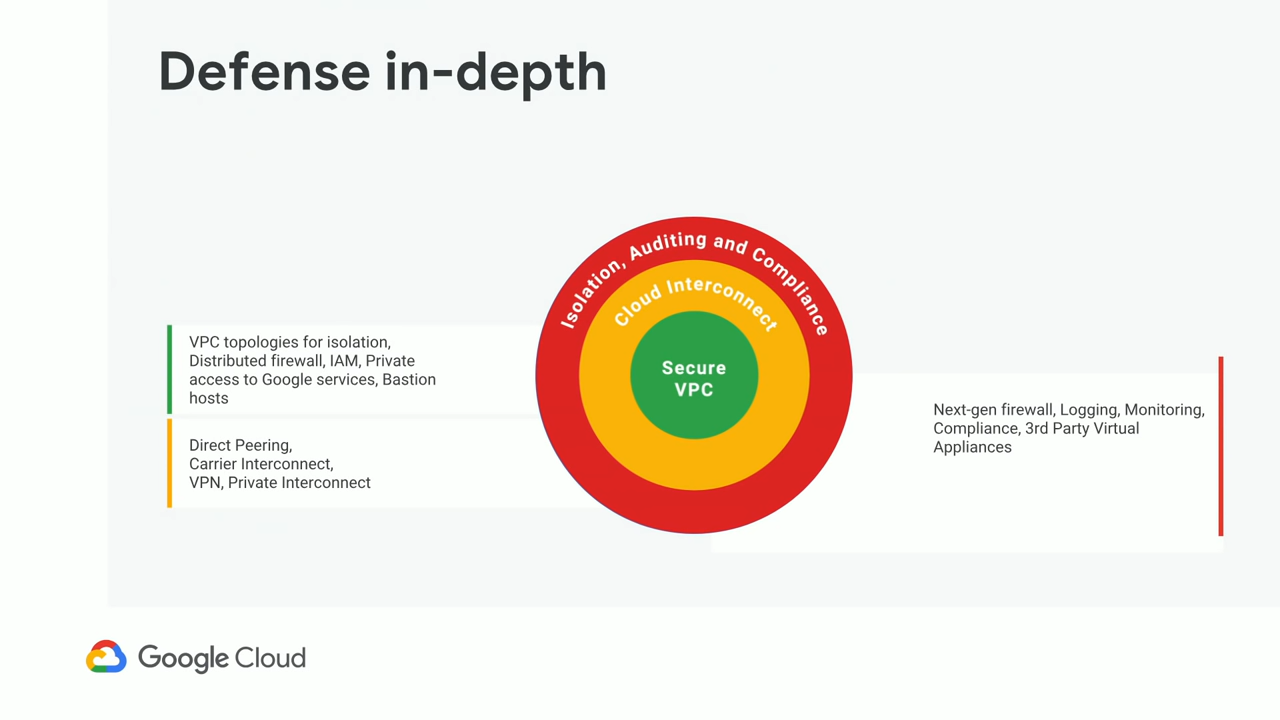 Defense in-depth
Isolation, Auditing and Compliance
Cloud Interconnect
Secure
VPC
VPC topologies for isolation,
Distributed firewall, IAM, Private
access to Google services, Bastion
hosts
Direct Peering,
Carrier Interconnect,
VPN, Private Interconnect
Next-gen firewall, Logging, Monitoring,
Compliance, 3rd Party Virtual
Appliances
Google Cloud